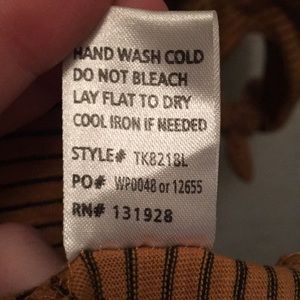 HAND WASH COLD
DO NOT BLEACH
LAY FLAT TO DRY
COOL IRON IF NEEDED
STYLE# TK8218L
PO# WP0048 or 12655
RN# 131928